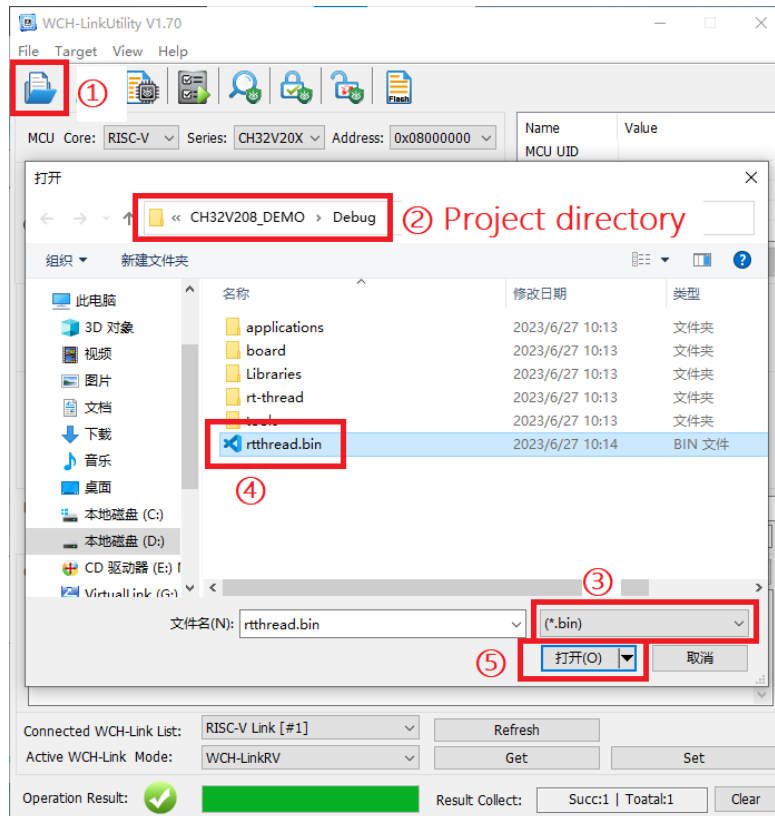 WCH-LinkUtility V1.70
File Target View Help
①
Flach
MCU Core: RISC-V Series: CH32V20X Address: 0x08000000
Name Value
MCU UID
打开
« CH32V208_DEMO › Debug
② Project directory
组织 新建文件夹
此电脑
3D 对象
视频
图片
文档
下载
音乐
桌面
本地磁盘 (C:)
本地磁盘 (D:)
CD 驱动器 (E:)
VirtualLink (G:)
名称 修改日期 类型
applications 2023/6/27 10:13 文件夹
board 2023/6/27 10:13 文件夹
Libraries 2023/6/27 10:13 文件夹
rt-thread 2023/6/27 10:13 文件夹
tools 2023/6/27 10:13 文件夹
rtthread.bin 2023/6/27 10:14 BIN 文件
④
③
文件名(N): rtthread.bin (*.bin)
⑤ 打开(O) 取消
Connected WCH-Link List: RISC-V Link [#1] Refresh
Active WCH-Link Mode: WCH-LinkRV Get Set
Operation Result: Result Collect: Succ:1 | Toatal:1 Clear